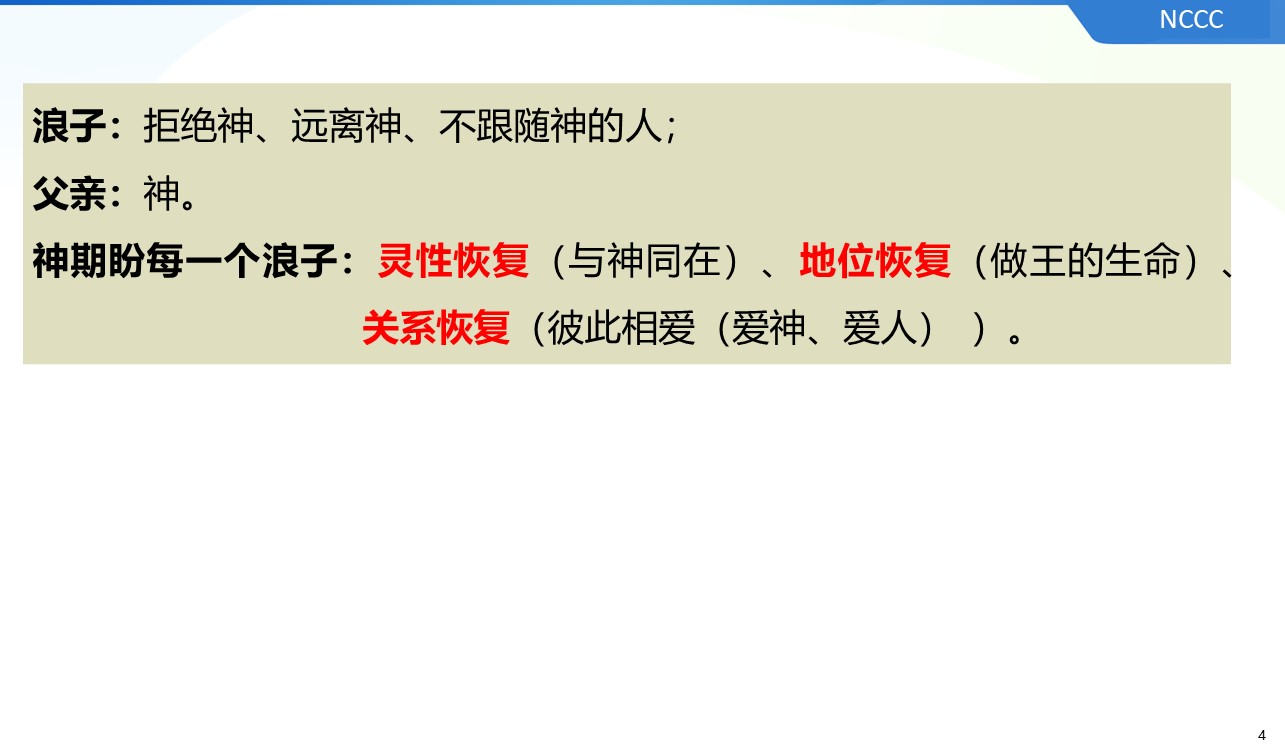 NCCC
浪子：拒绝神、远离神、不跟随神的人；
父亲：神。
神期盼每一个浪子：灵性恢复（与神同在）、地位恢复（做王的生命）、
关系恢复（彼此相爱（爱神、爱人） ）。
4